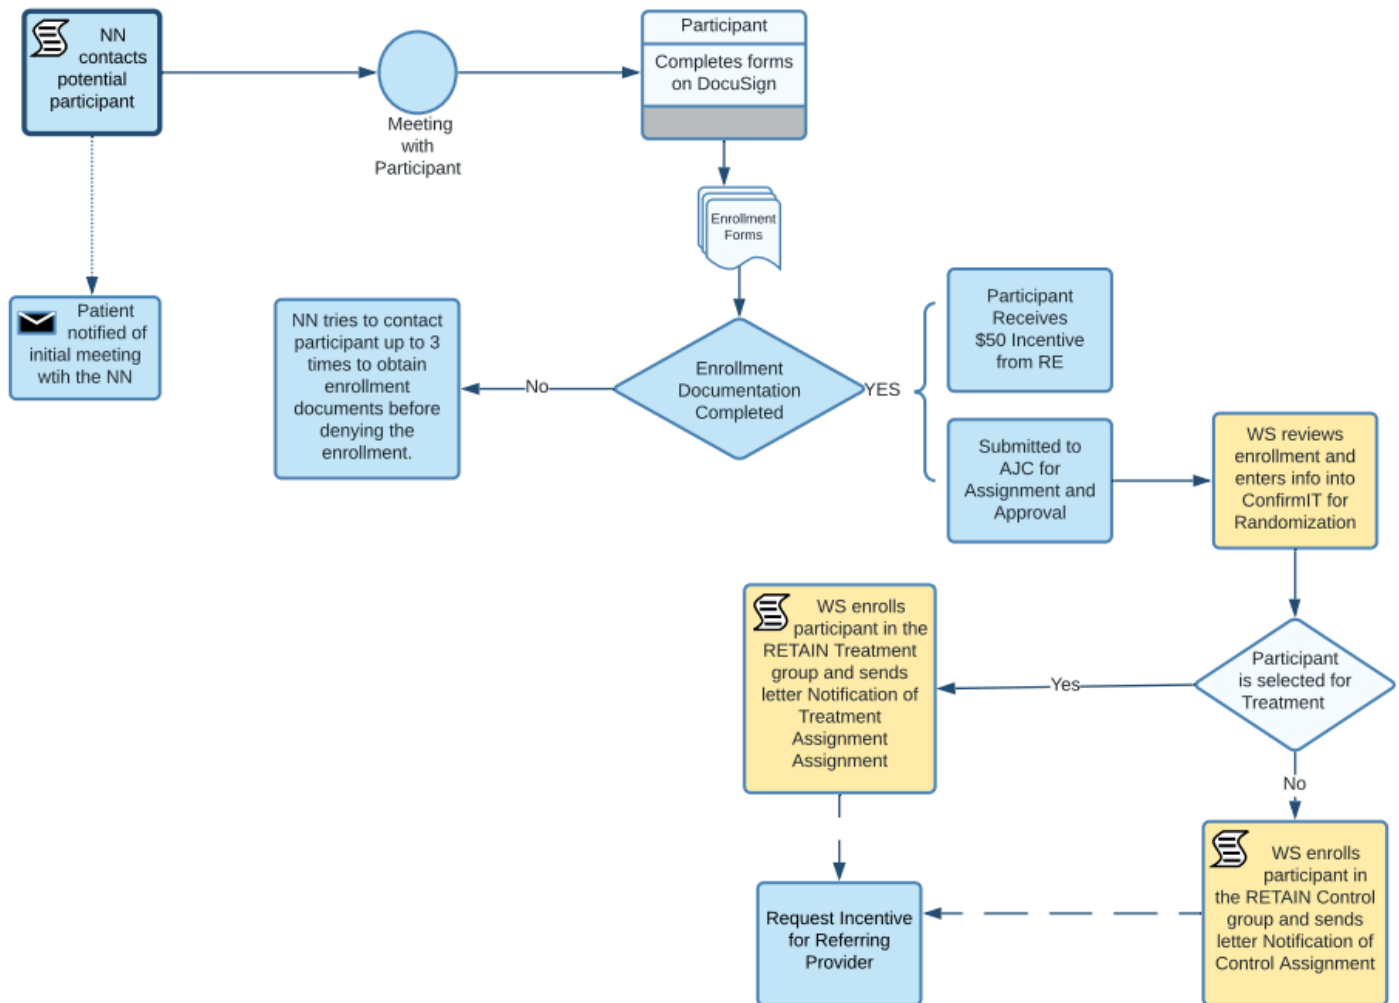 NN
contacts
potential
participant
Meeting
with
Participant
Participant
Completes forms
on DocuSign
Enrollment
Forms
Patient
notified of
initial meeting
wtih the NN
NN tries to contact
participant up to 3
times to obtain
enrollment
documents before
denying the
enrollment.
No
Enrollment
Documentation
Completed
YES
Participant
Receives
$50 Incentive
from RE
Submitted to
AJC for
Assignment and
Approval
WS reviews
enrollment and
enters info into
ConfirmIT for
Randomization
Participant
is selected for
Treatment
Yes
WS enrolls
participant in the
RETAIN Treatment
group and sends
letter Notification of
Treatment
Assignment
Assignment
No
WS enrolls
participant in
the RETAIN Control
group and sends
letter Notification of
Control Assignment
Request Incentive
for Referring
Provider